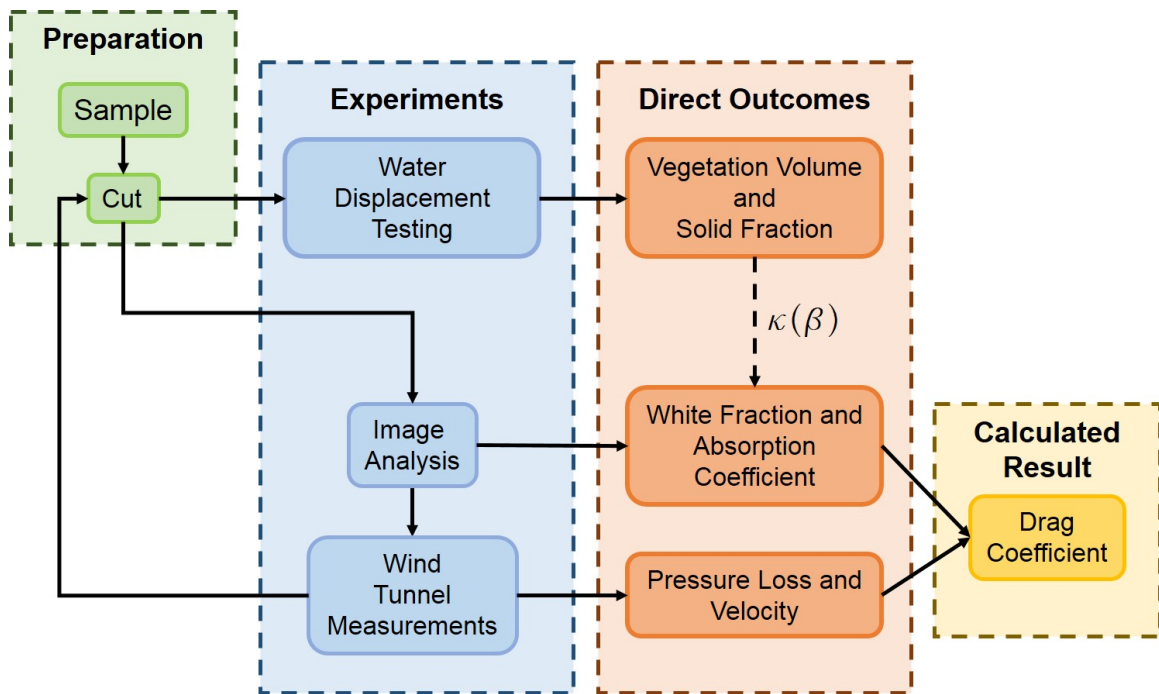 Preparation
Sample
Cut
Experiments
Water
Displacement
Testing
Image
Analysis
Wind
Tunnel
Measurements
Direct Outcomes
Vegetation Volume
and
Solid Fraction
κ(β)
White Fraction and
Absorption
Coefficient
Pressure Loss and
Velocity
Calculated
Result
Drag
Coefficient